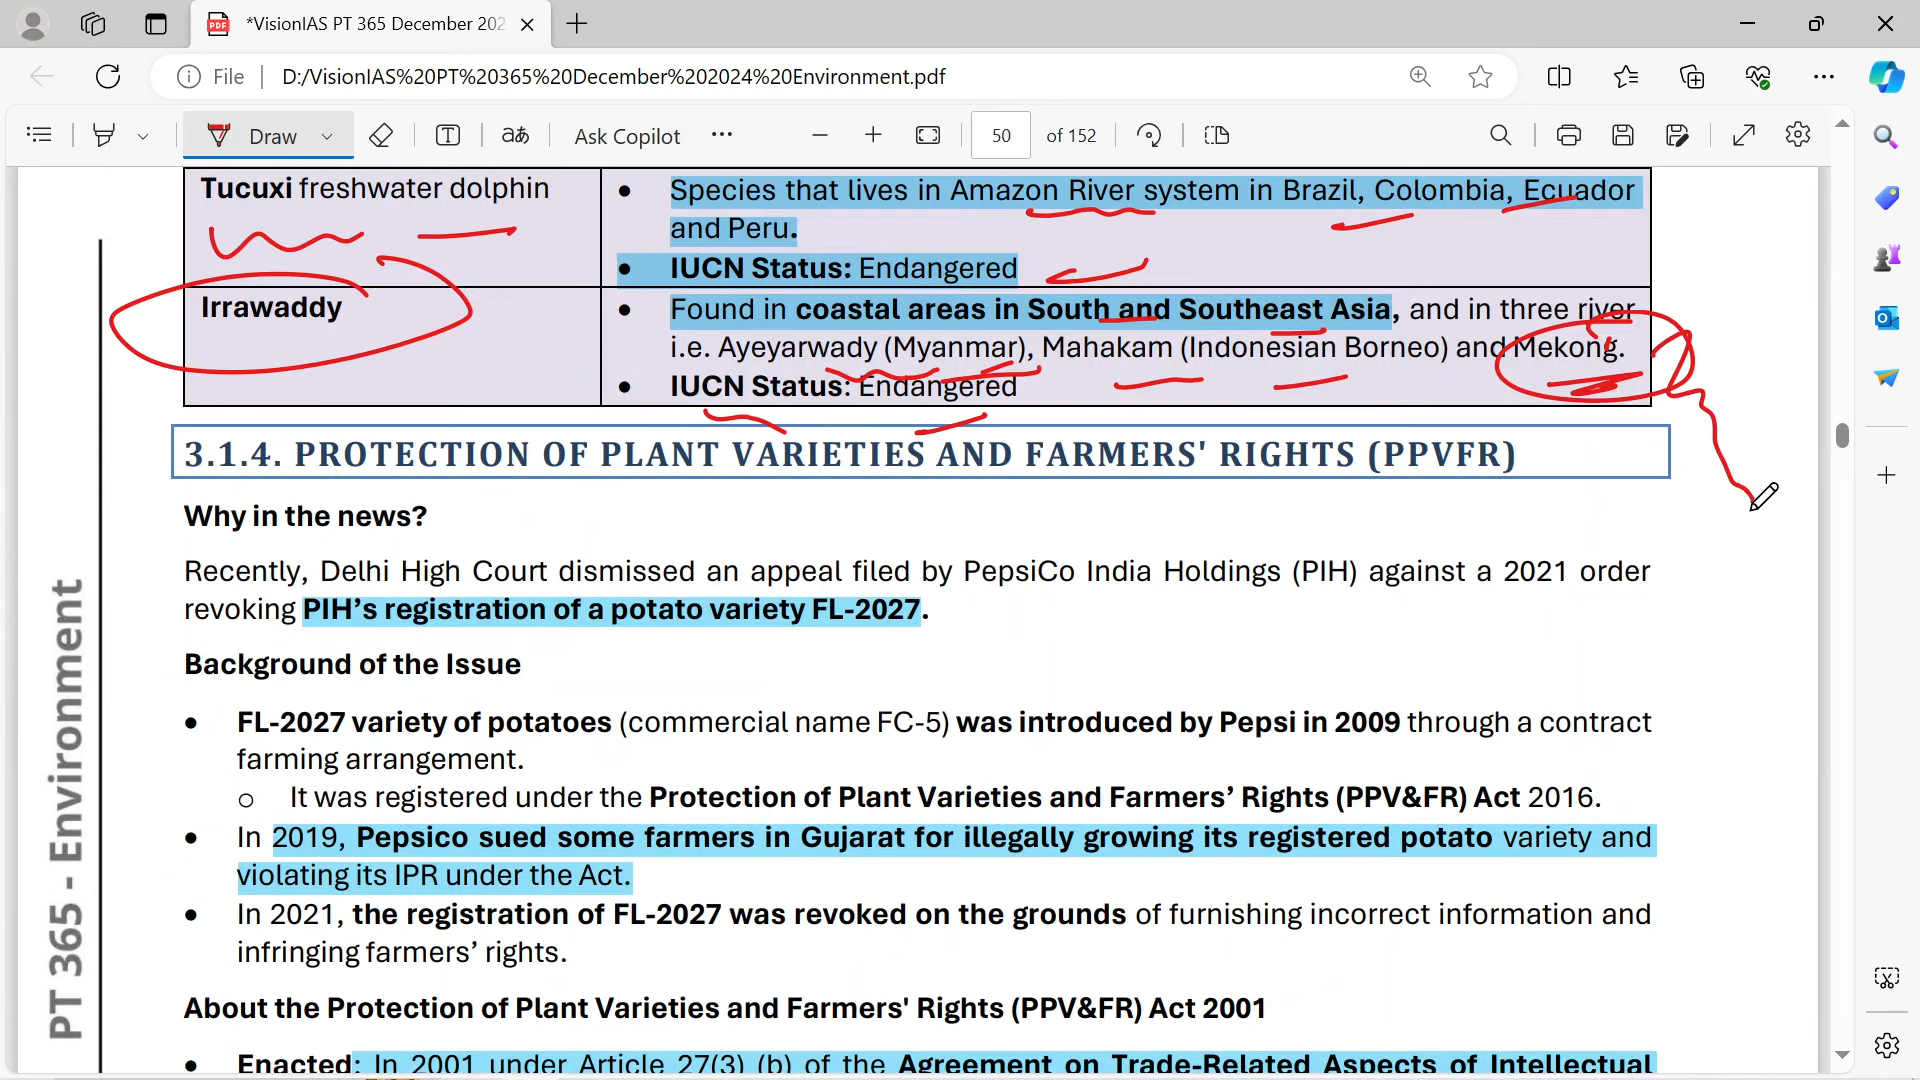 *VisionIAS PT 365 December 202
File
D:/VisionIAS%20PT%20365%20December%202024%20Environment.pdf
Draw
aあ
Ask Copilot
50
of 152
Tucuxi freshwater dolphin
• Species that lives in Amazon River system in Brazil, Colombia, Ecuador
and Peru.
• IUCN Status: Endangered
Irrawaddy
• Found in coastal areas in South and Southeast Asia, and in three river
i.e. Ayeyarwady (Myanmar), Mahakam (Indonesian Borneo) and Mekong.
• IUCN Status: Endangered
3.1.4. PROTECTION OF PLANT VARIETIES AND FARMERS' RIGHTS (PPVFR)
Why in the news?
Recently, Delhi High Court dismissed an appeal filed by PepsiCo India Holdings (PIH) against a 2021 order
revoking PIH's registration of a potato variety FL-2027.
Background of the Issue
• FL-2027 variety of potatoes (commercial name FC-5) was introduced by Pepsi in 2009 through a contract
farming arrangement.
o It was registered under the Protection of Plant Varieties and Farmers' Rights (PPV&FR) Act 2016.
• In 2019, Pepsico sued some farmers in Gujarat for illegally growing its registered potato variety and
violating its IPR under the Act.
• In 2021, the registration of FL-2027 was revoked on the grounds of furnishing incorrect information and
infringing farmers' rights.
About the Protection of Plant Varieties and Farmers' Rights (PPV&FR) Act 2001
• Enacted: In 2001 under Article 27(3) (b) of the Agreement on Trade-Related Aspects of Intellectual
PT 365 - Environment